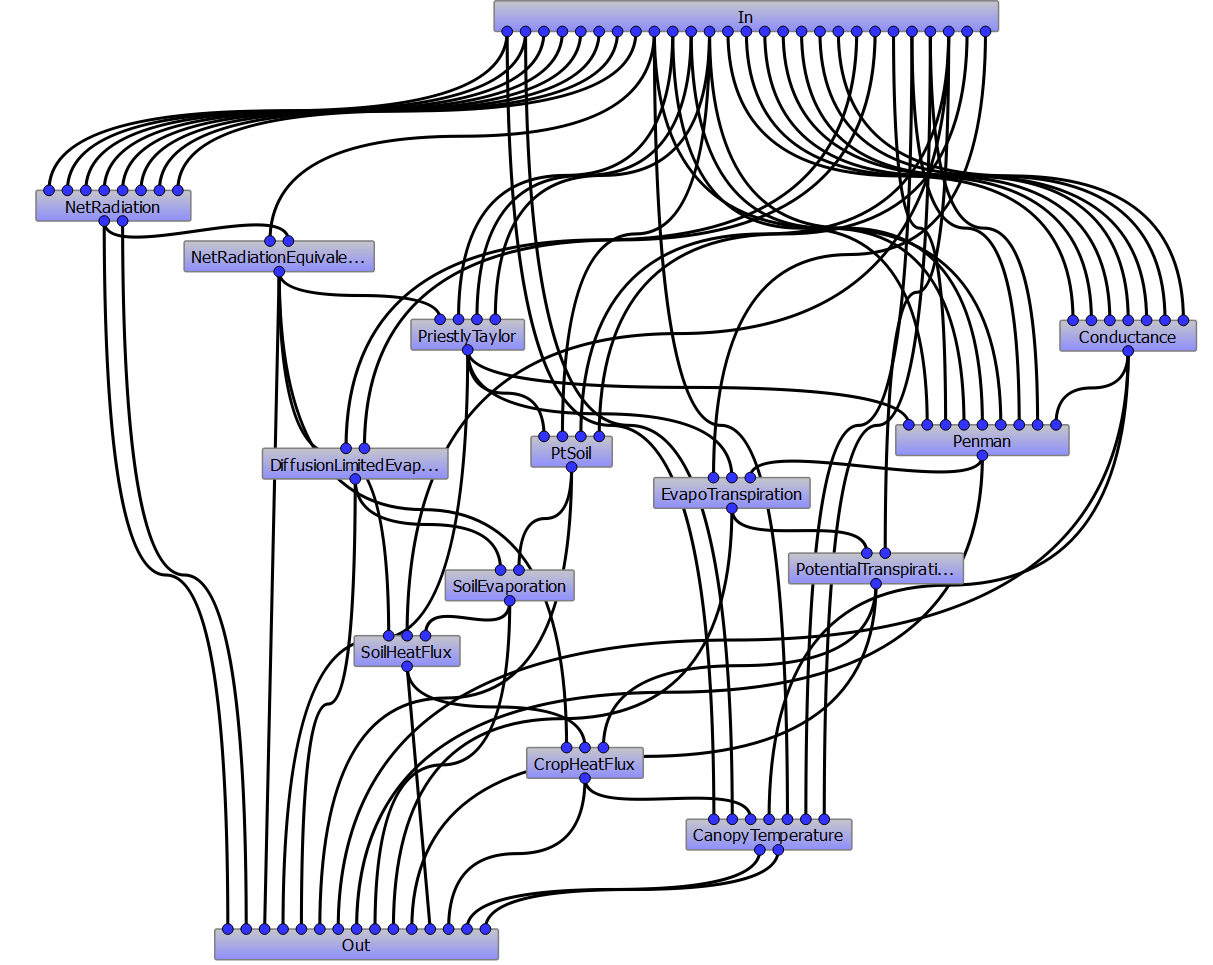 In
NetRadiation
NetRadiationEquivale...
PriestlyTaylor
Conductance
Penman
PtSoil
DiffusionLimitedEvap...
EvapoTranspiration
PotentialTranspirati...
SoilEvaporation
SoilHeatFlux
CropHeatFlux
CanopyTemperature
Out